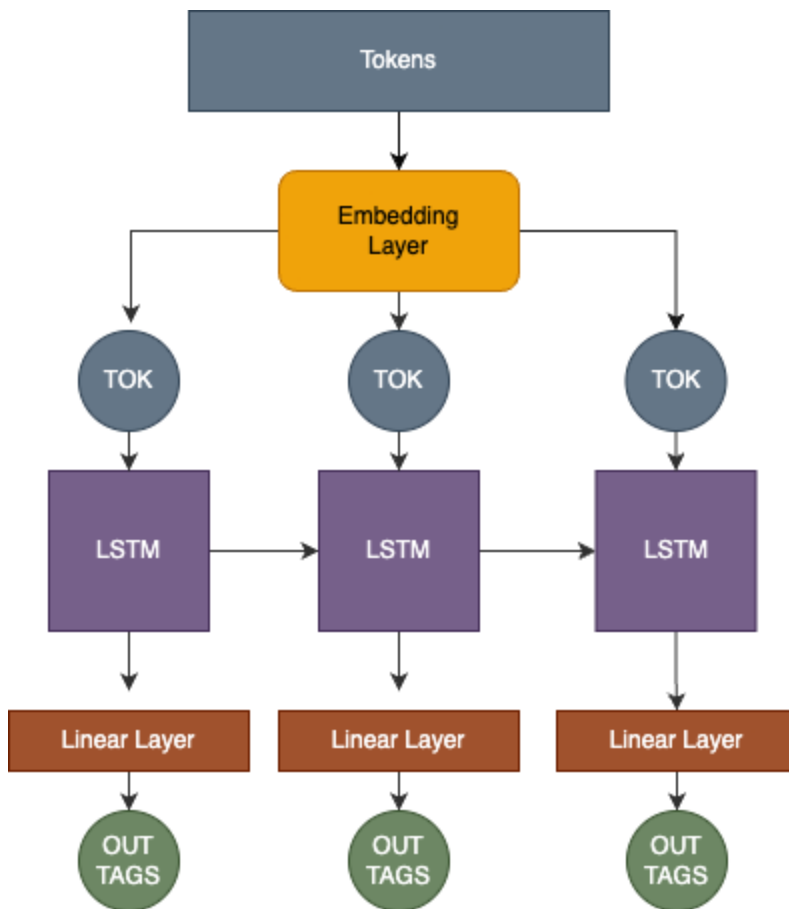 Tokens
Embedding
Layer
TOK
TOK
TOK
LSTM
LSTM
LSTM
Linear Layer
Linear Layer
Linear Layer
OUT
TAGS
OUT
TAGS
OUT
TAGS